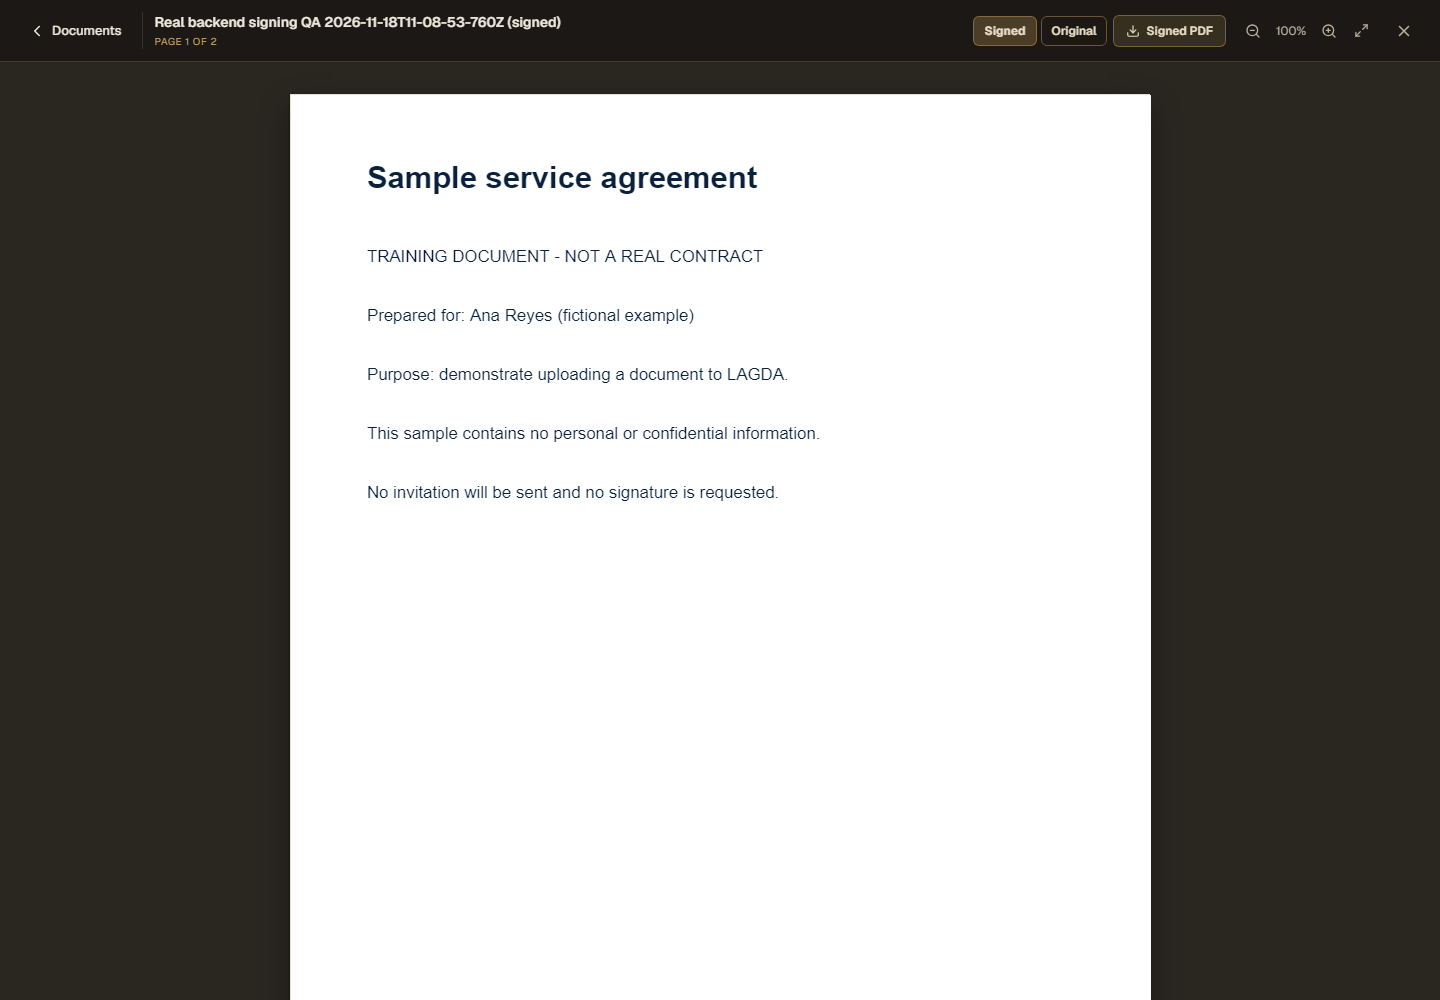 Documents
Real backend signing QA 2026-11-18T11-08-53-760Z (signed)
PAGE 1 OF 2
Signed
Original
Signed PDF
100%
Sample service agreement
TRAINING DOCUMENT - NOT A REAL CONTRACT
Prepared for: Ana Reyes (fictional example)
Purpose: demonstrate uploading a document to LAGDA.
This sample contains no personal or confidential information.
No invitation will be sent and no signature is requested.